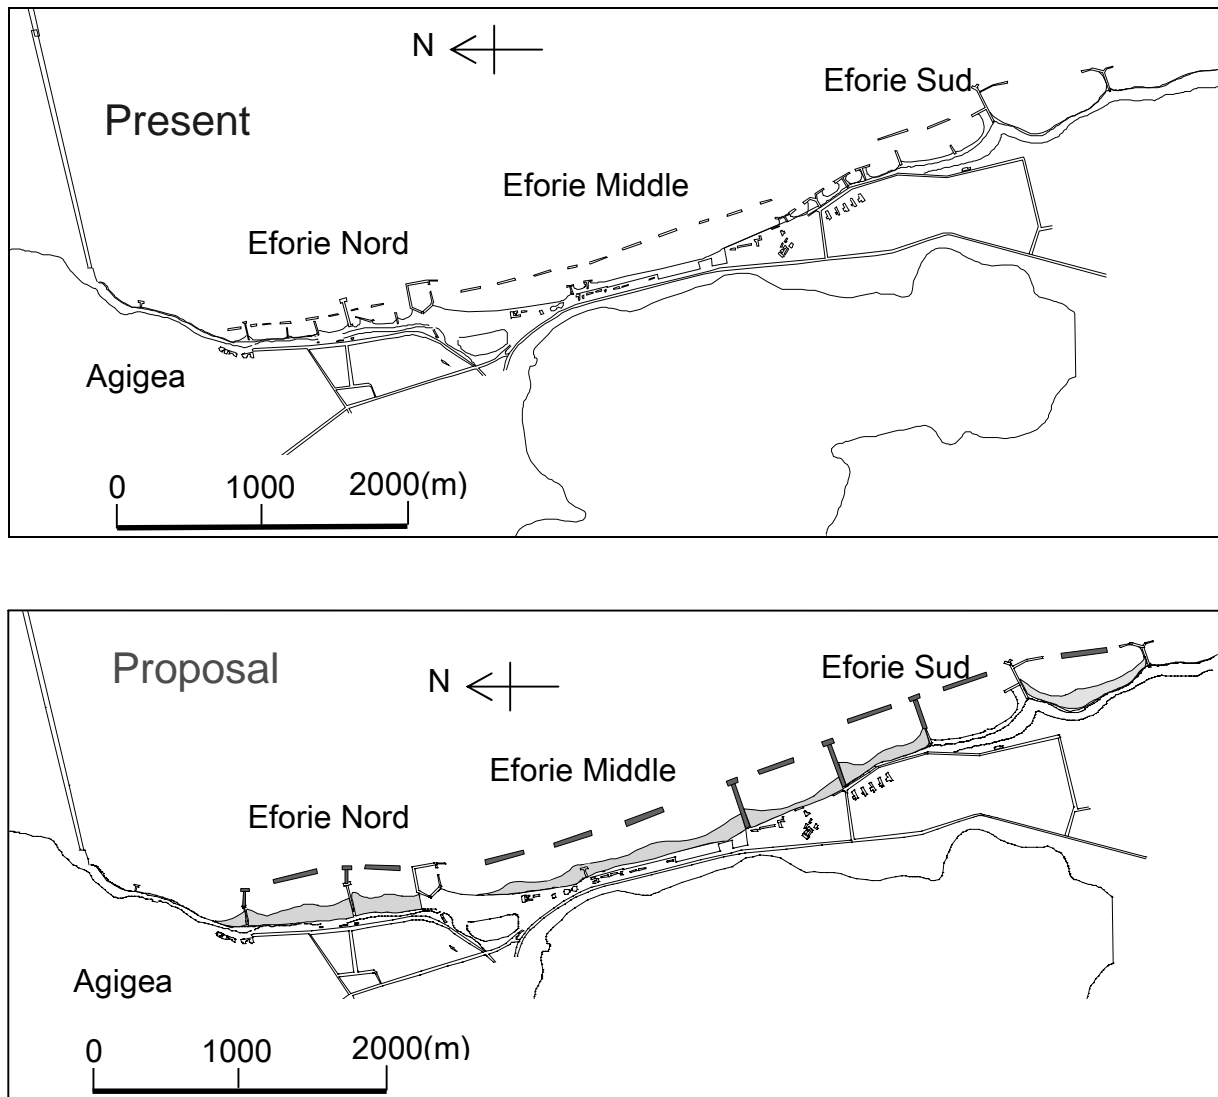 N
Eforie Sud
Present
Eforie Middle
Eforie Nord
Agigea
0 1000 2000(m)
Proposal
N
Eforie Sud
Eforie Middle
Eforie Nord
Agigea
0 1000 2000(m)